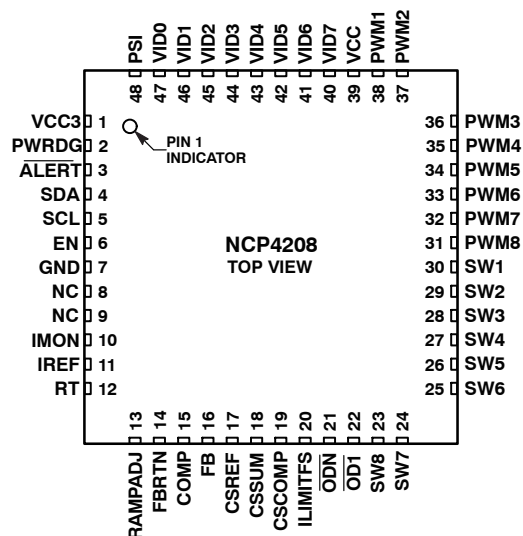 PSI
VID0
VID1
VID2
VID3
VID4
VID5
VID6
VID7
VCC
PWM1
PWM2
48
47
46
45
44
43
42
41
40
39
38
37
VCC3 1
PWRDG 2
ALERT 3
SDA 4
SCL 5
EN 6
GND 7
NC 8
NC 9
IMON 10
IREF 11
RT 12
PIN 1
INDICATOR
NCP4208
TOP VIEW
36 PWM3
35 PWM4
34 PWM5
33 PWM6
32 PWM7
31 PWM8
30 SW1
29 SW2
28 SW3
27 SW4
26 SW5
25 SW6
13
14
15
16
17
18
19
20
21
22
23
24
RAMPADJ
FBRTN
COMP
FB
CSREF
CSSUM
CSCOMP
ILIMITFS
ODN
OD1
SW8
SW7